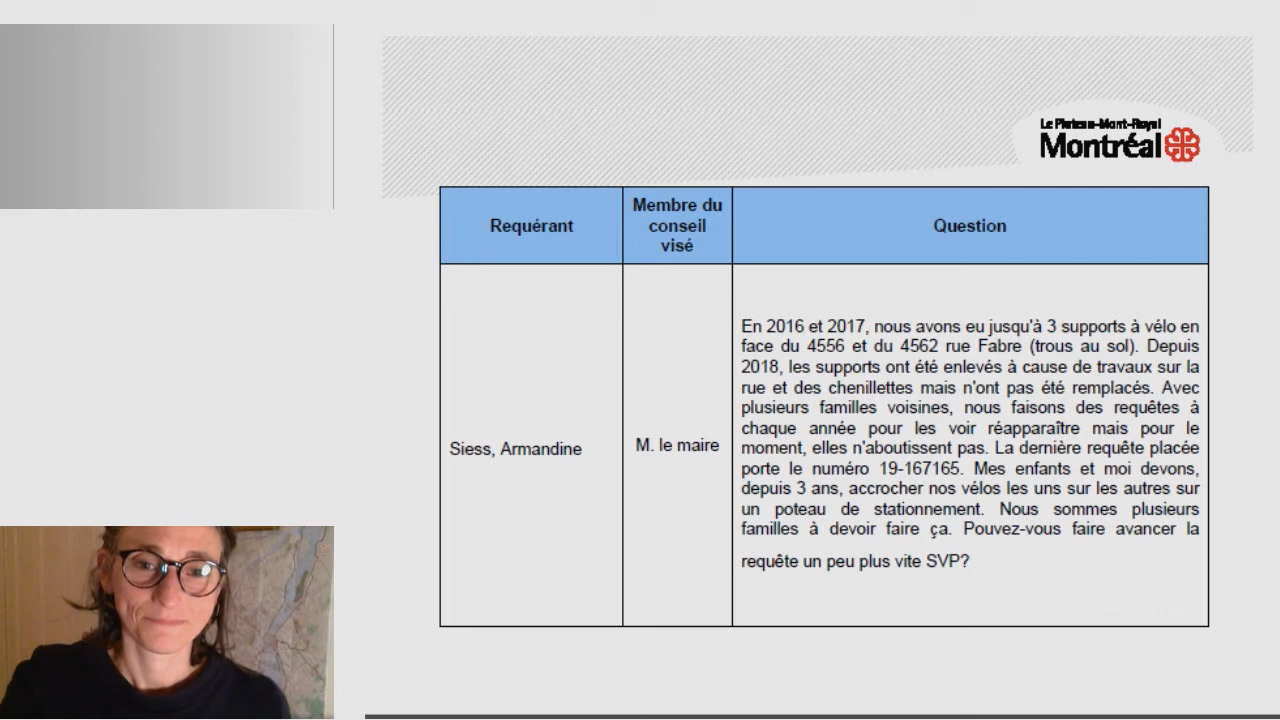 Le Plateau-Mont-Royal
Montréal
Requérant
Membre du
conseil
visé
Question
Siess, Armandine
M. le maire
En 2016 et 2017, nous avons eu jusqu'à 3 supports à vélo en
face du 4556 et du 4562 rue Fabre (trous au sol). Depuis
2018, les supports ont été enlevés à cause de travaux sur la
rue et des chenillettes mais n'ont pas été remplacés. Avec
plusieurs familles voisines, nous faisons des requêtes à
chaque année pour les voir réapparaître mais pour le
moment, elles n'aboutissent pas. La dernière requête placée
porte le numéro 19-167165. Mes enfants et moi devons,
depuis 3 ans, accrocher nos vélos les uns sur les autres sur
un poteau de stationnement. Nous sommes plusieurs
familles à devoir faire ça. Pouvez-vous faire avancer la
requête un peu plus vite SVP?